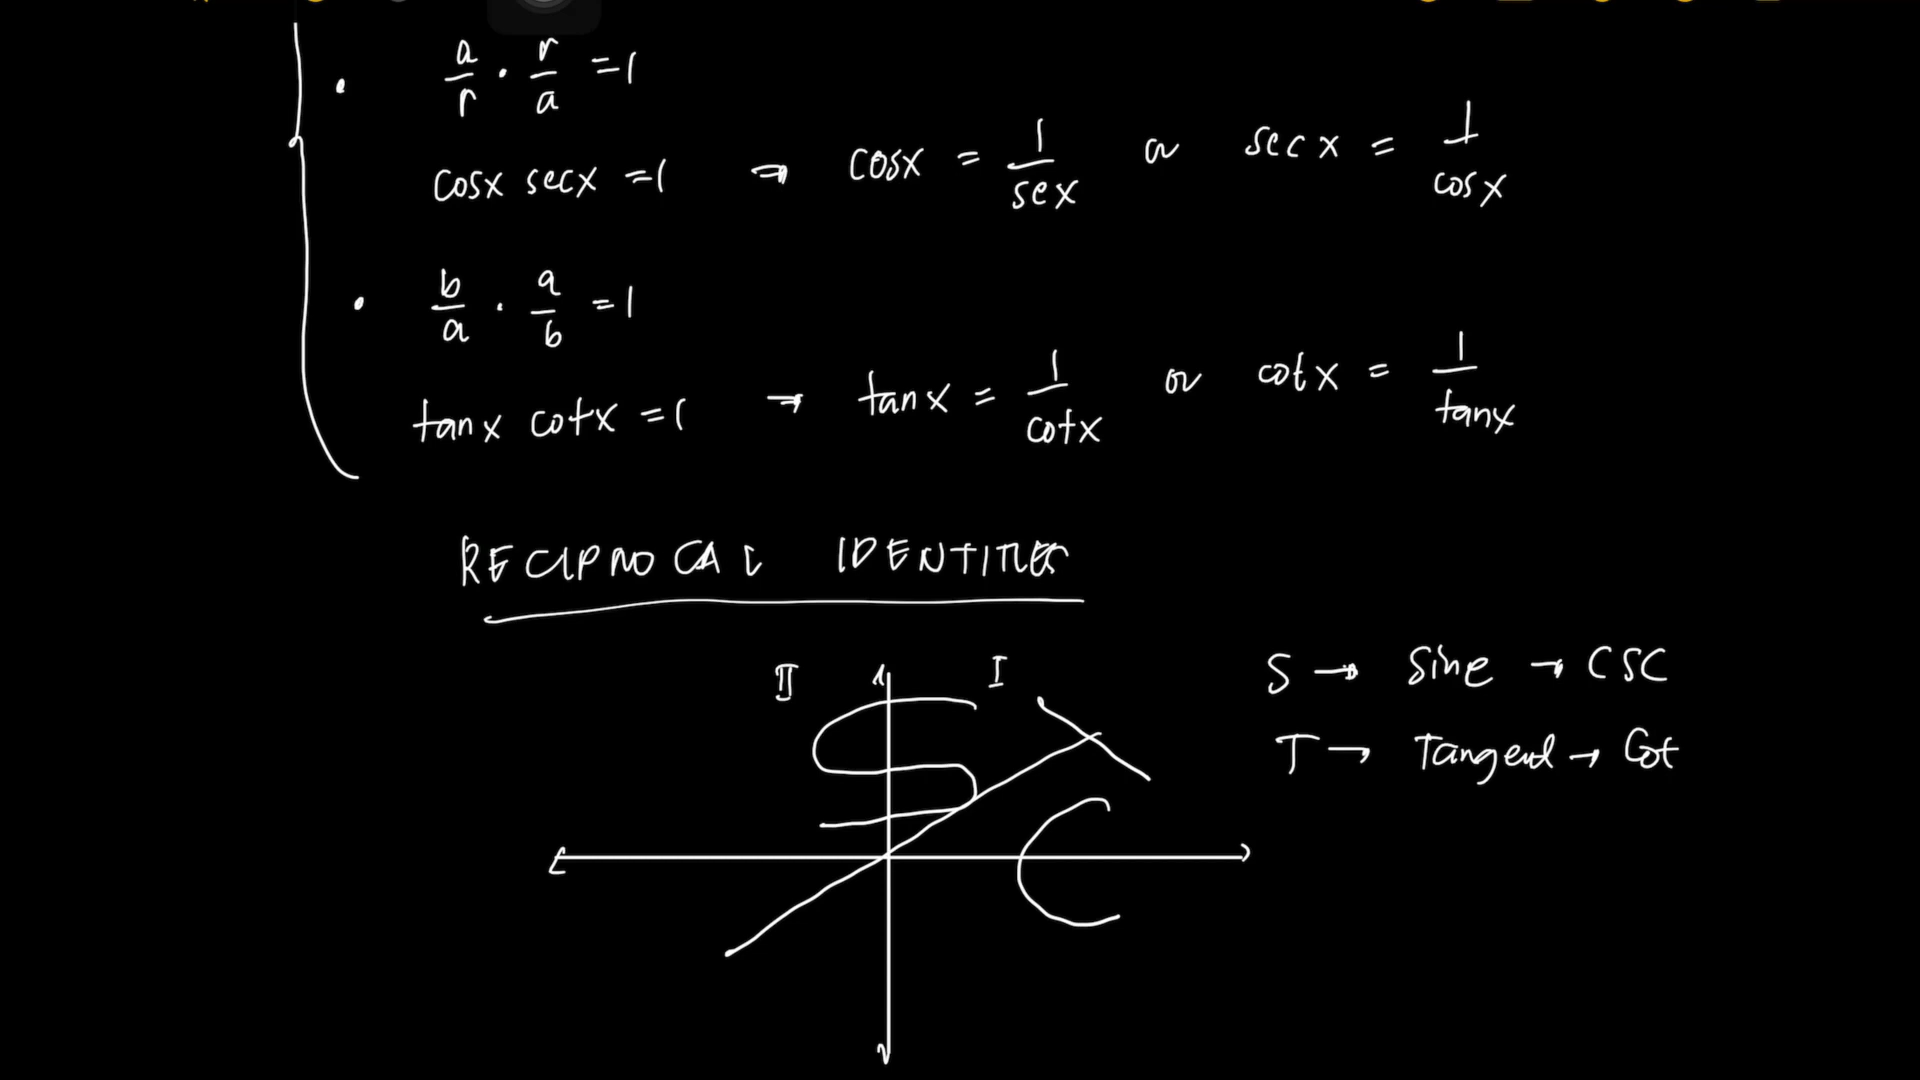 a/r · r/a = 1
cosx secx = 1 → cosx = 1/sex or secx = 1/cosx
b/a · a/b = 1
tanx cotx = 1 → tanx = 1/cotx or cotx = 1/tanx
RECIPROCAL IDENTITIES
II I
S → Sine → CSC
T → Tangent → Cot